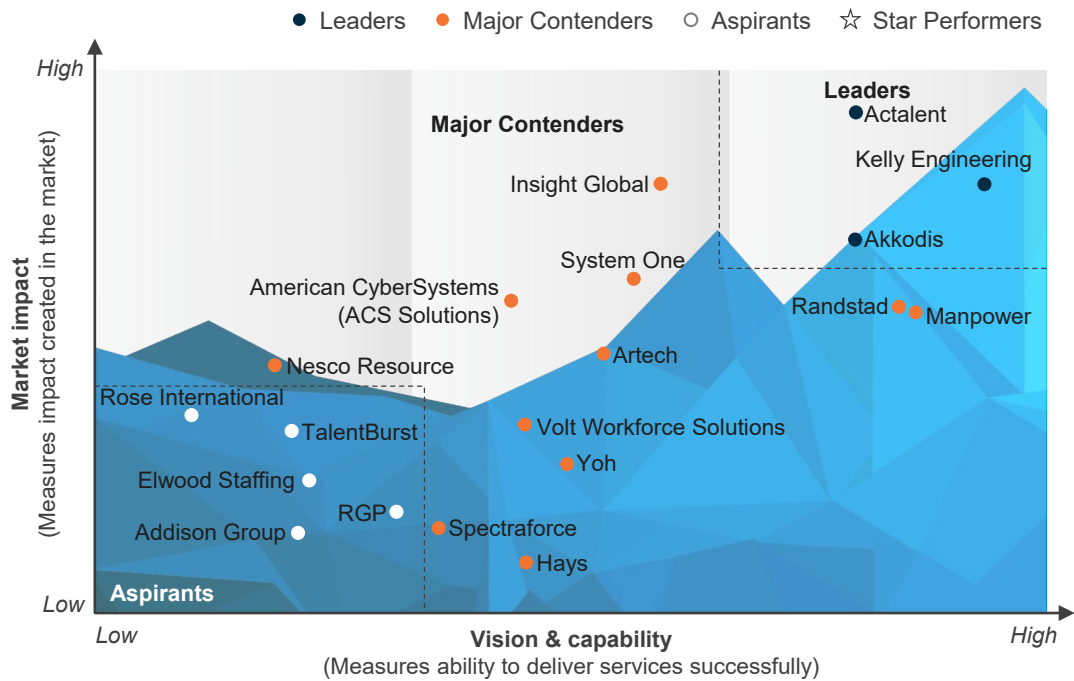 Leaders
Major Contenders
Aspirants
Star Performers
High
Leaders
Actalent
Major Contenders
Kelly Engineering
Insight Global
Akkodis
System One
American CyberSystems
(ACS Solutions)
Randstad
Manpower
Artech
Nesco Resource
Rose International
TalentBurst
Volt Workforce Solutions
Yoh
Elwood Staffing
RGP
Spectraforce
Addison Group
Hays
Aspirants
Market impact
(Measures impact created in the market)
Low
Low
Vision & capability
(Measures ability to deliver services successfully)
High